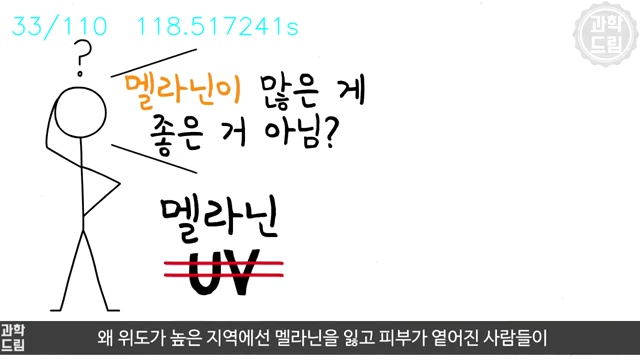 33/110 118.517241s
과학
드림
?
멜라닌이 많은 게
좋은 거 아님?
멜라닌
UV
과학
드림
왜 위도가 높은 지역에선 멜라닌을 잃고 피부가 옅어진 사람들이